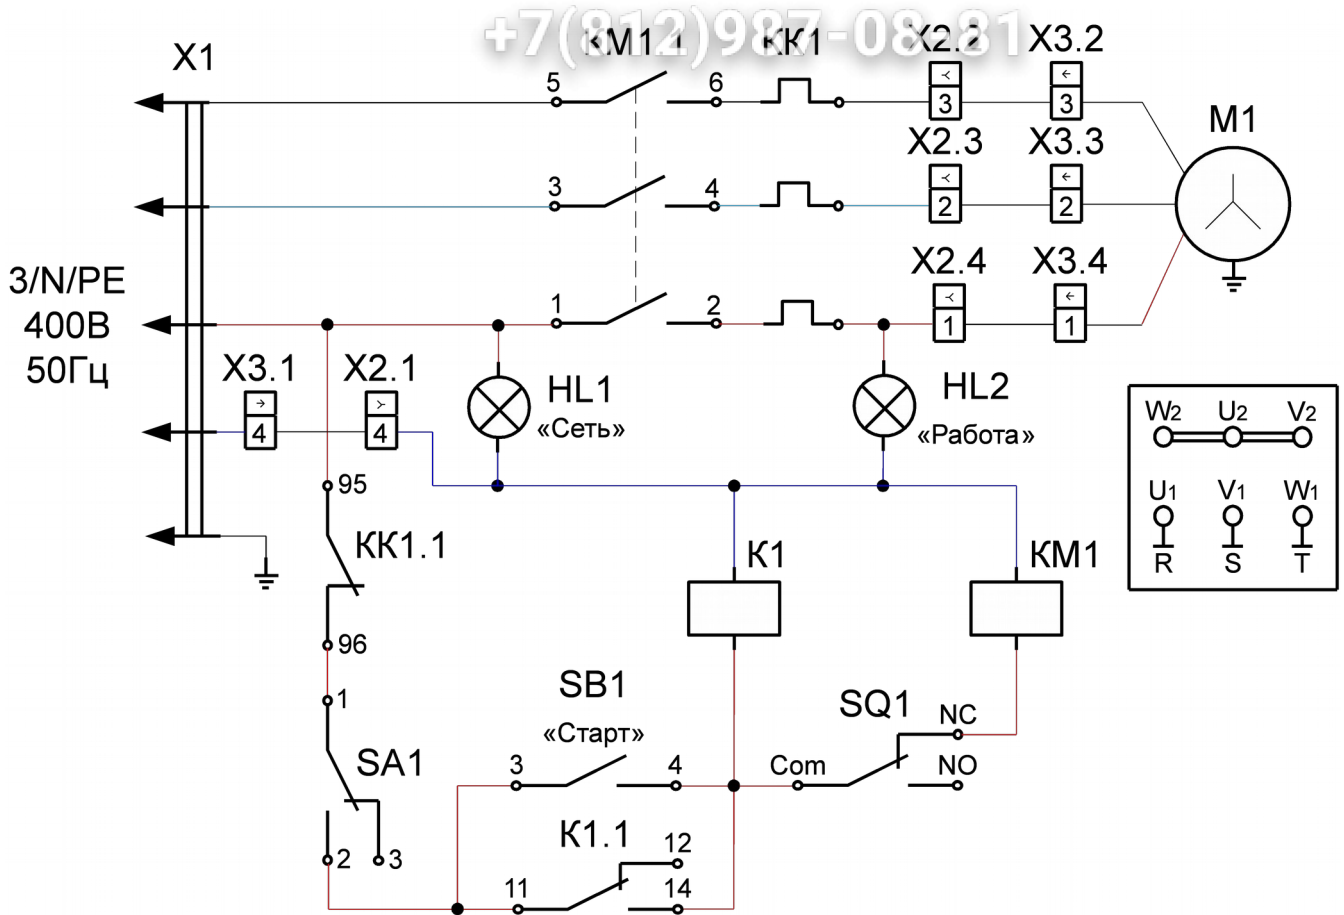 +7(812)987-08-81
X1
KM1.1
KK1
X2.2
X3.2
5
6
3
3
M1
X2.3
X3.3
3
4
2
2
3/N/PE
400В
50Гц
X2.4
X3.4
1
2
1
1
X3.1
X2.1
4
4
HL1
«Сеть»
HL2
«Работа»
W2
U2
V2
U1
V1
W1
R
S
T
95
KK1.1
96
K1
KM1
1
SA1
2
3
SB1
«Старт»
3
4
SQ1
NC
Com
NO
K1.1
12
11
14